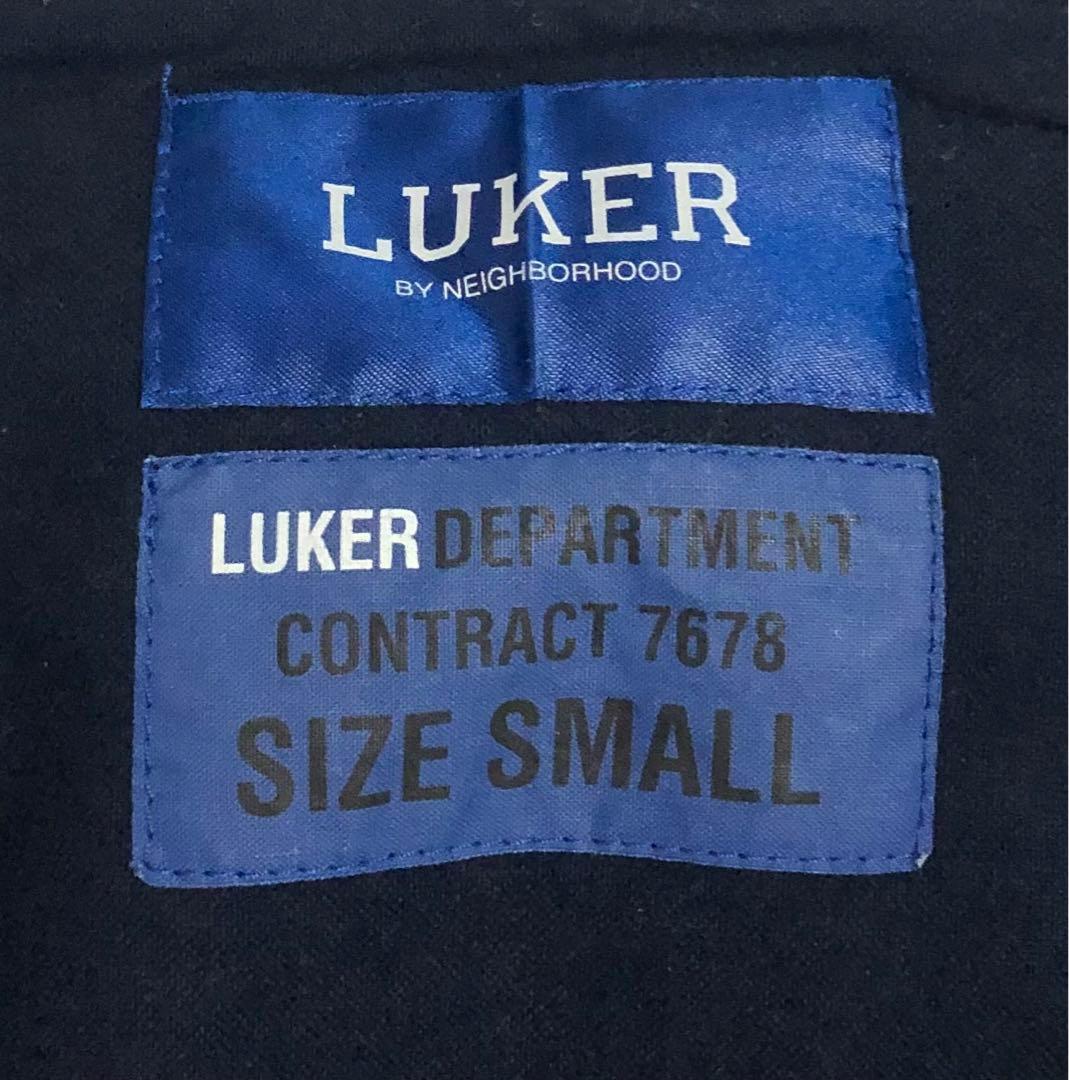 LUKER
BY NEIGHBORHOOD
LUKER DEPARTMENT
CONTRACT 7678
SIZE SMALL